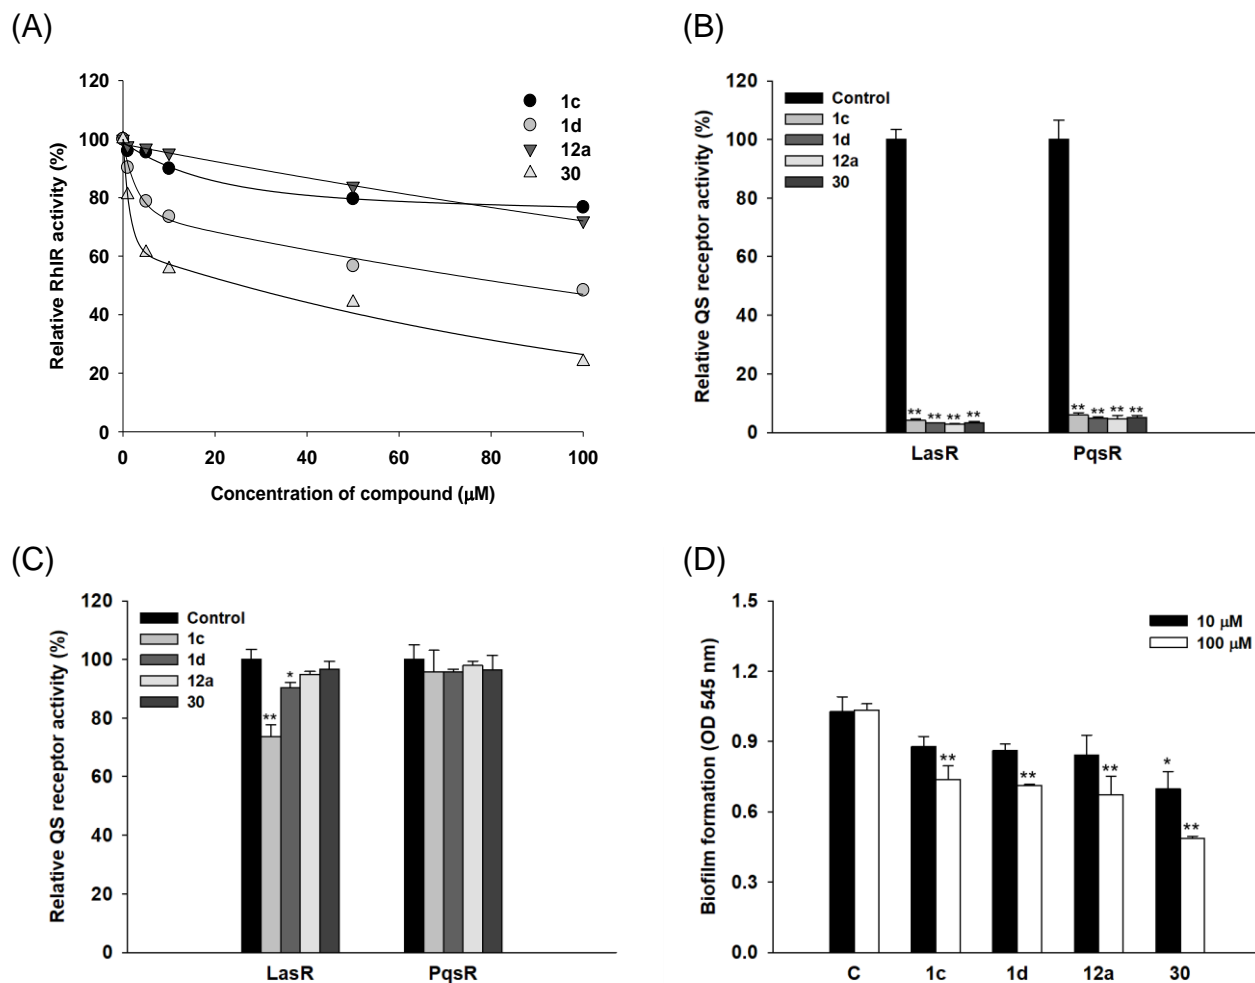 (A)
120
100
80
60
40
20
0
Relative RhlR activity (%)
1c
1d
12a
30
0 20 40 60 80 100
Concentration of compound (μM)
(B)
120
100
80
60
40
20
0
Relative QS receptor activity (%)
Control
1c
1d
12a
30
** ** ** **
** ** ** **
LasR PqsR
(C)
120
100
80
60
40
20
0
Relative QS receptor activity (%)
Control
1c
1d
12a
30
** *
LasR PqsR
(D)
1.5
1.2
0.9
0.6
0.3
0.0
Biofilm formation (OD 545 nm)
10 μM
100 μM
** ** ** * **
C 1c 1d 12a 30